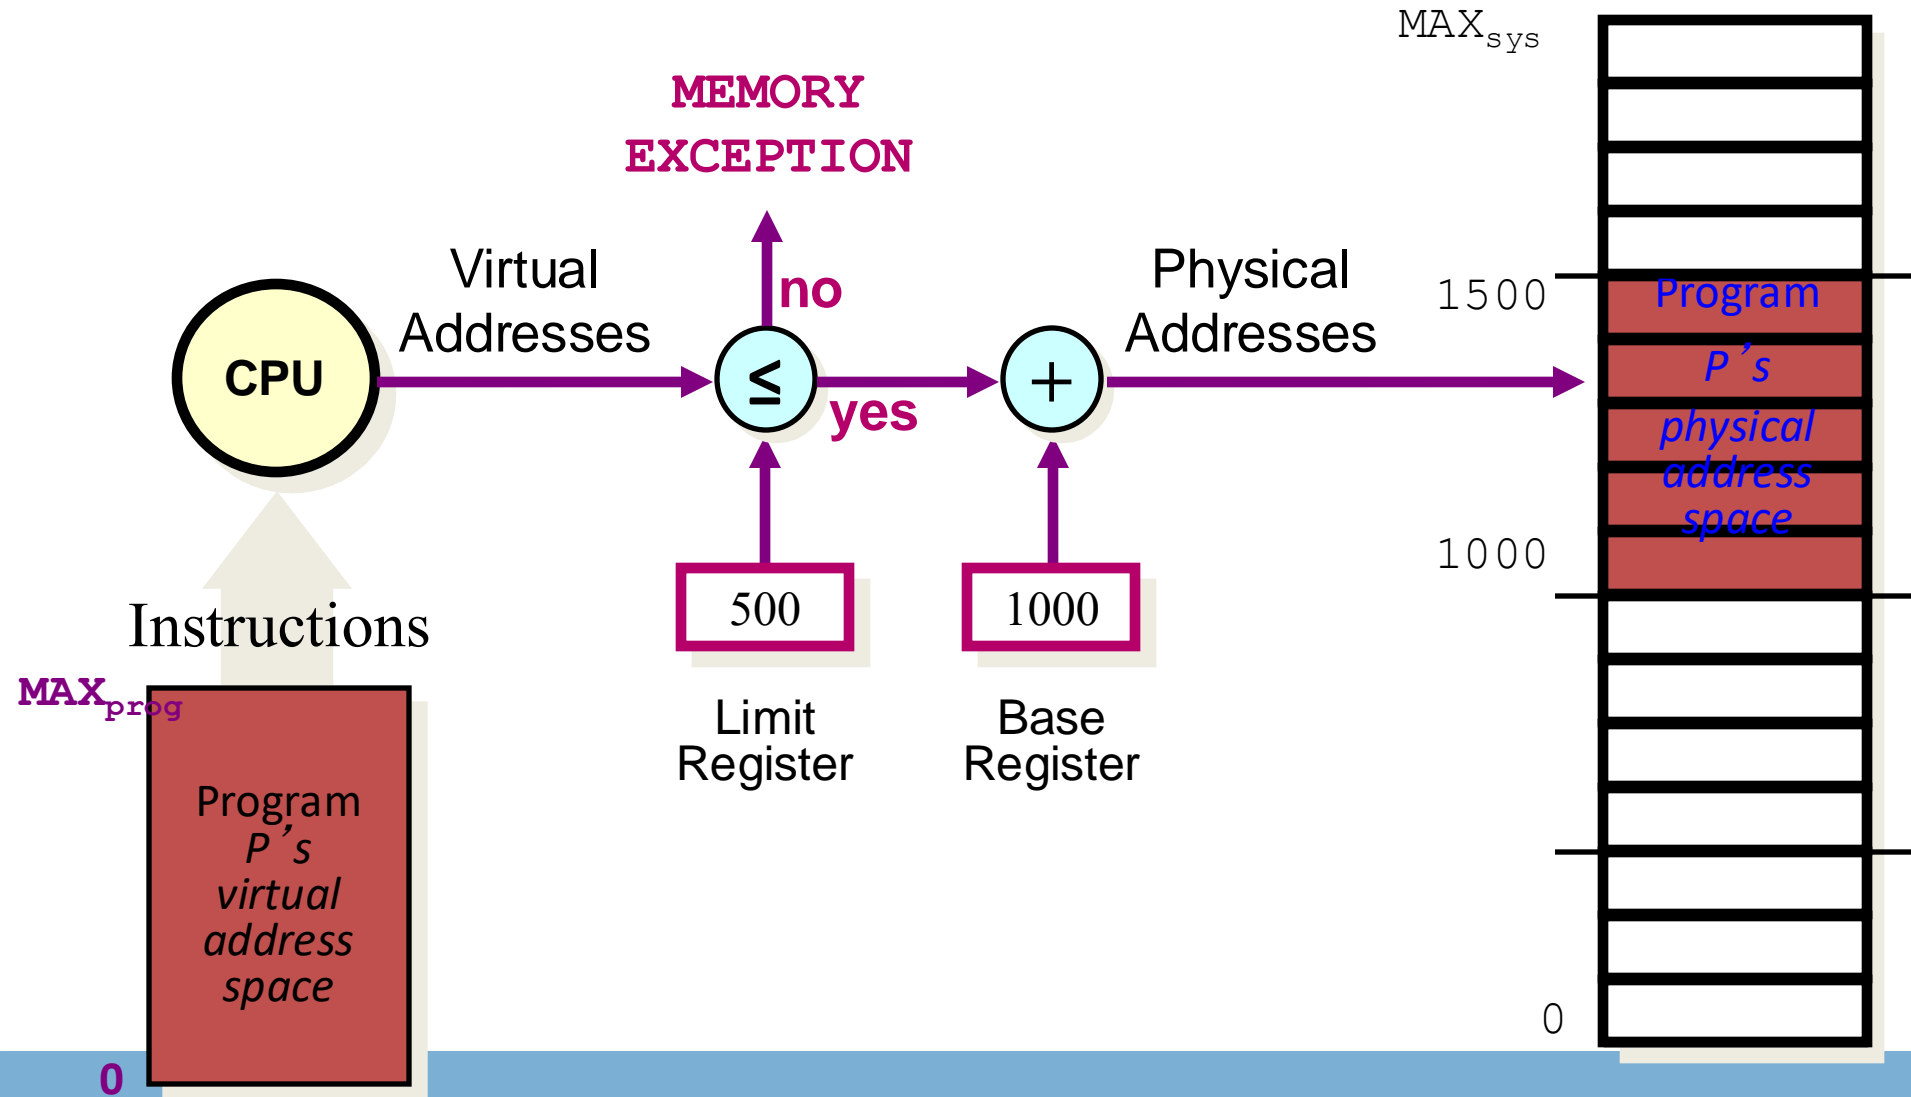 MAXsys
MEMORY
EXCEPTION
Virtual
Addresses
no
Physical
Addresses
1500
Program
P´s
physical
address
space
CPU
≤
yes
+
1000
500
1000
Instructions
MAXprog
Limit
Register
Base
Register
Program
P´s
virtual
address
space
0
0